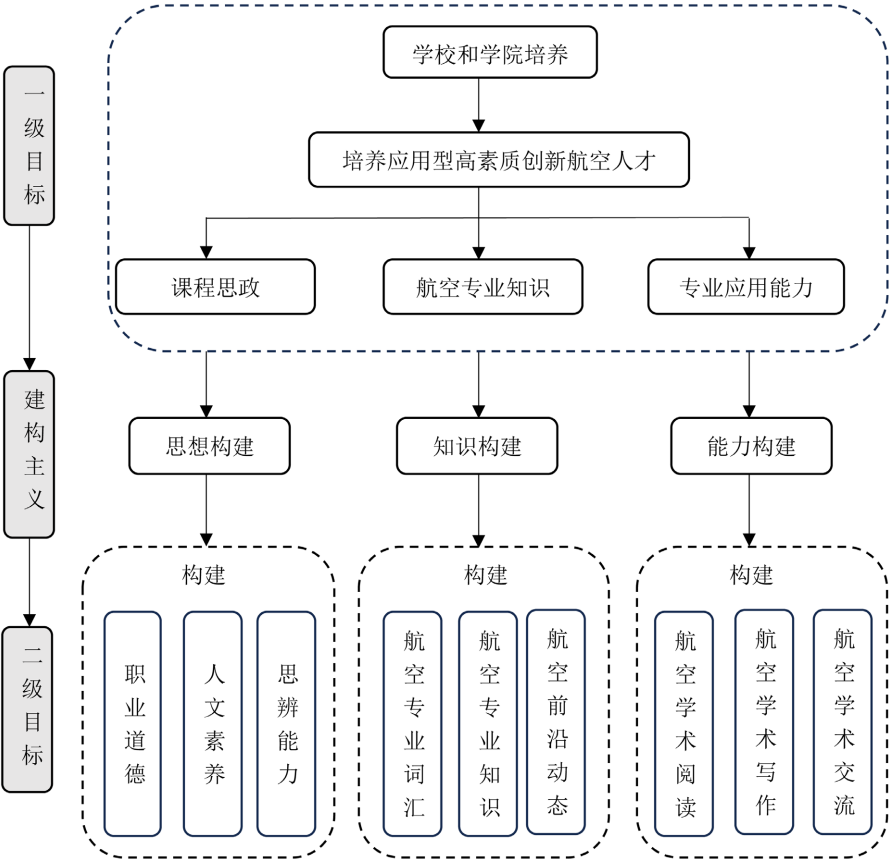 学校和学院培养
一级目标
培养应用型高素质创新航空人才
课程思政
航空专业知识
专业应用能力
建构主义
思想构建
知识构建
能力构建
二级目标
构建
职业道德
人文素养
思辨能力
构建
航空专业词汇
航空专业知识
航空前沿动态
构建
航空学术阅读
航空学术写作
航空学术交流